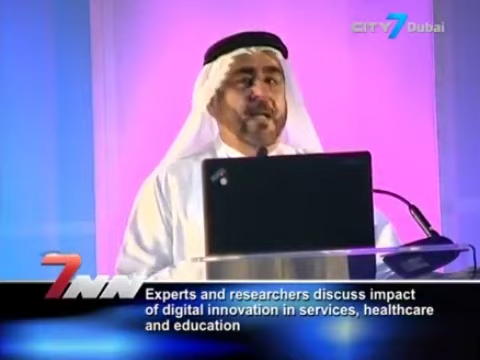 CITY7 Dubai
7NN
Experts and researchers discuss impact
of digital innovation in services, healthcare
and education